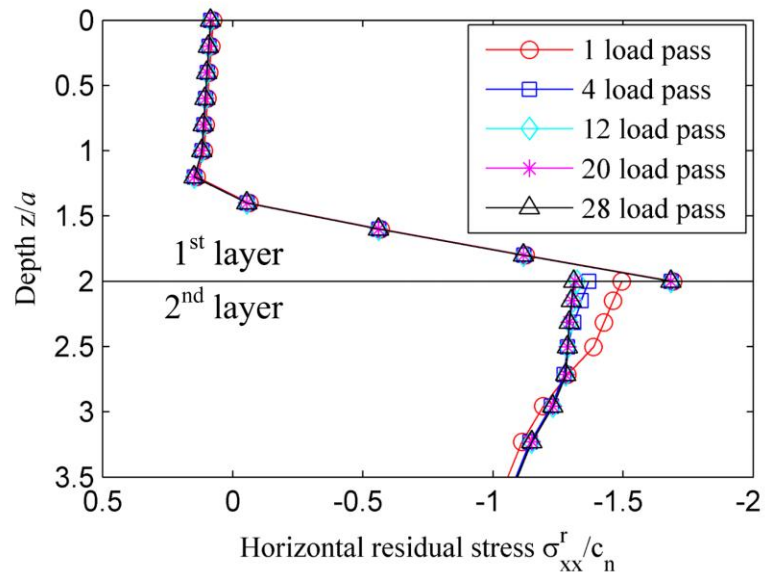 0
0.5
1
1.5
2
2.5
3
3.5
Depth z/a
1 load pass
4 load pass
12 load pass
20 load pass
28 load pass
1st layer
2nd layer
0.5 0 -0.5 -1 -1.5 -2
Horizontal residual stress σ^r_xx/c_n